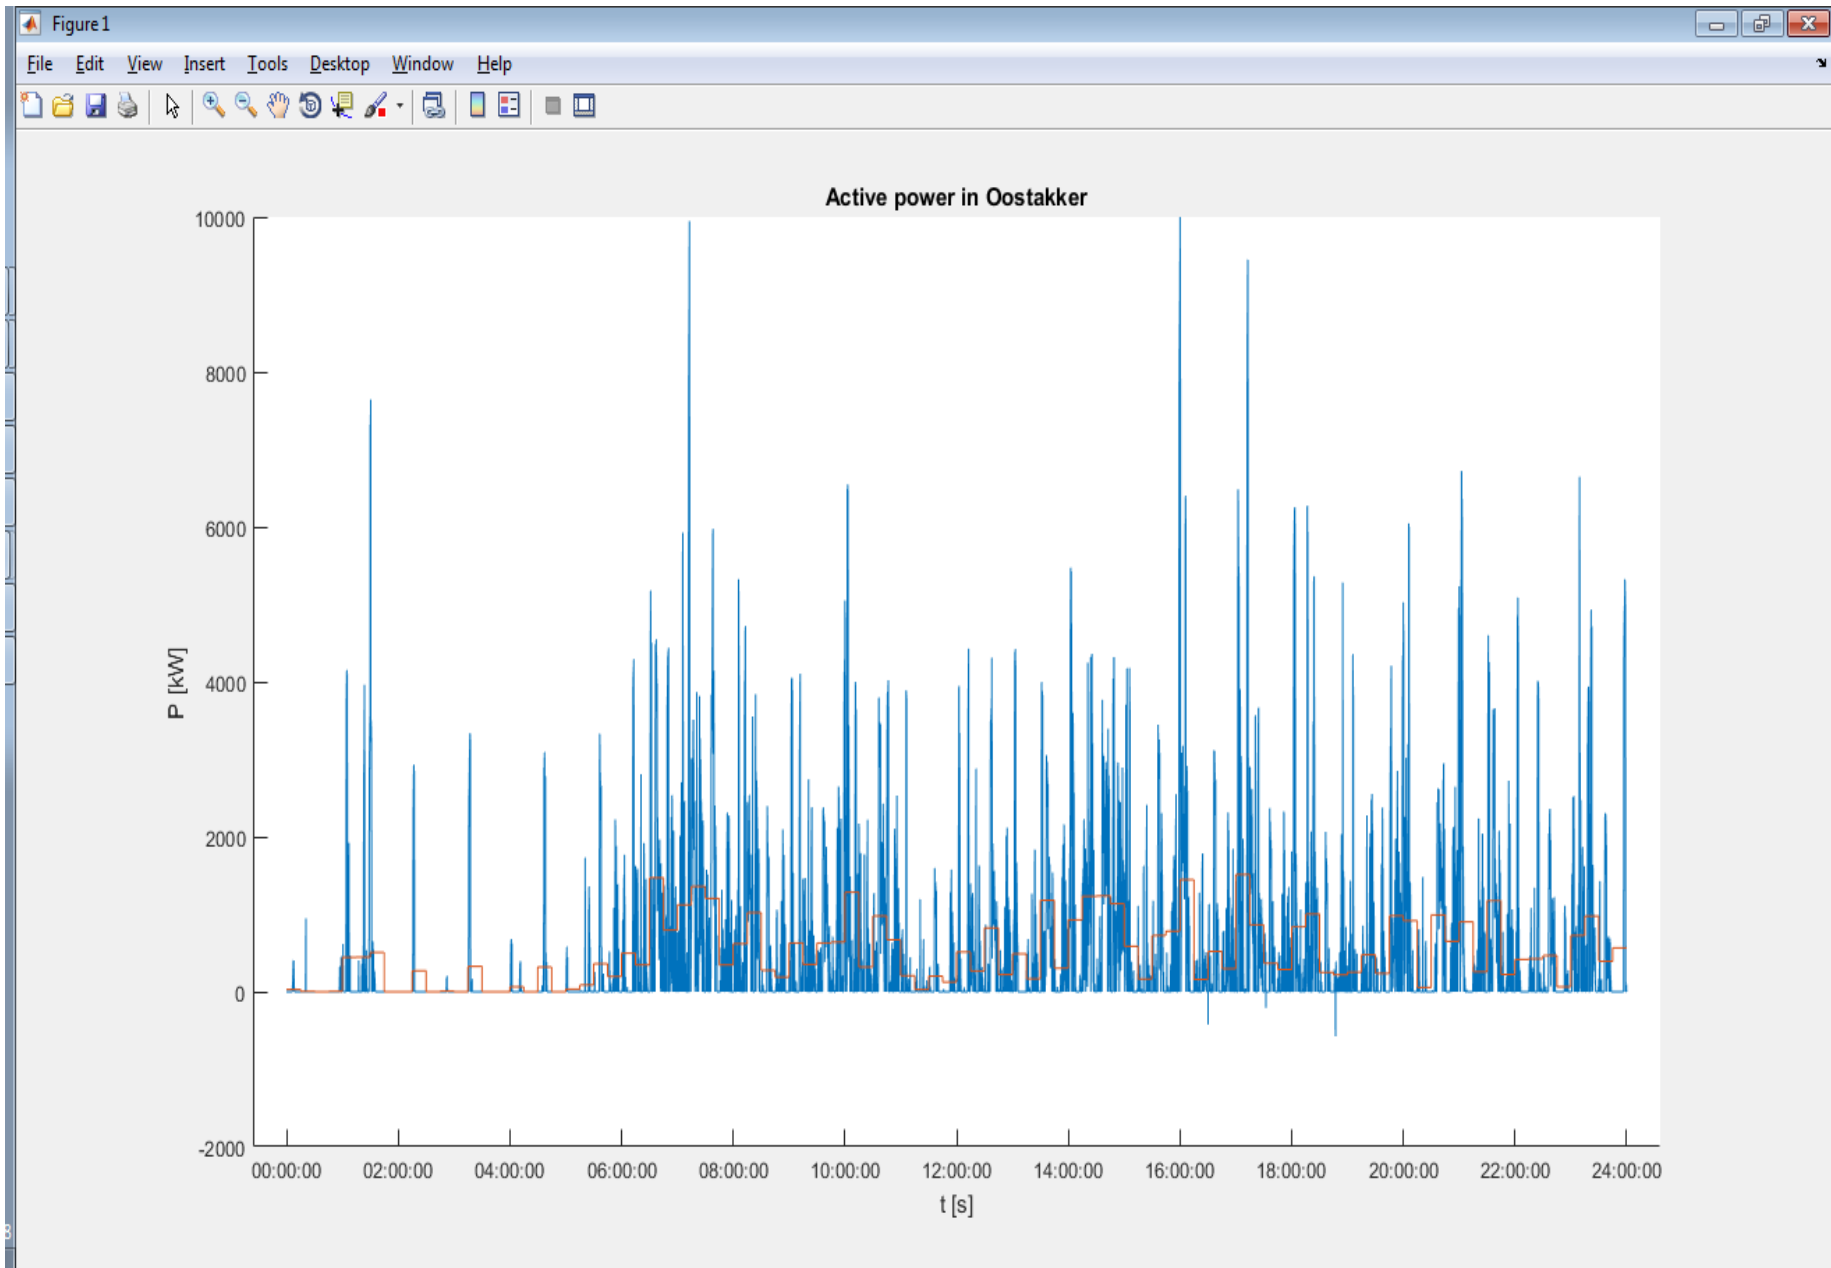 Figure 1
File Edit View Insert Tools Desktop Window Help
Active power in Oostakker
10000
8000
6000
4000
2000
0
-2000
P [kW]
00:00:00 02:00:00 04:00:00 06:00:00 08:00:00 10:00:00 12:00:00 14:00:00 16:00:00 18:00:00 20:00:00 22:00:00 24:00:00
t [s]